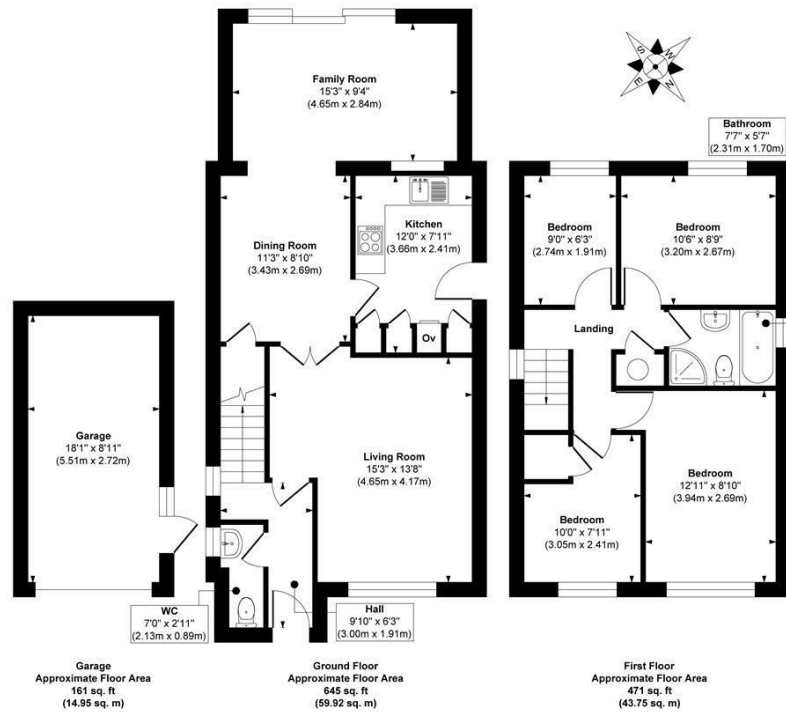 Family Room
15'3" x 9'4"
(4.65m x 2.84m)
S
W
E
N
Bathroom
7'7" x 5'7"
(2.31m x 1.70m)
Dining Room
11'3" x 8'10"
(3.43m x 2.69m)
Kitchen
12'0" x 7'11"
(3.66m x 2.41m)
Ov
Bedroom
9'0" x 6'3"
(2.74m x 1.91m)
Bedroom
10'6" x 8'9"
(3.20m x 2.67m)
Landing
Garage
18'1" x 8'11"
(5.51m x 2.72m)
Living Room
15'3" x 13'8"
(4.65m x 4.17m)
Bedroom
12'11" x 8'10"
(3.94m x 2.69m)
Bedroom
10'0" x 7'11"
(3.05m x 2.41m)
WC
7'0" x 2'11"
(2.13m x 0.89m)
Hall
9'10" x 6'3"
(3.00m x 1.91m)
Garage
Approximate Floor Area
161 sq. ft
(14.95 sq. m)
Ground Floor
Approximate Floor Area
645 sq. ft
(59.92 sq. m)
First Floor
Approximate Floor Area
471 sq. ft
(43.75 sq. m)